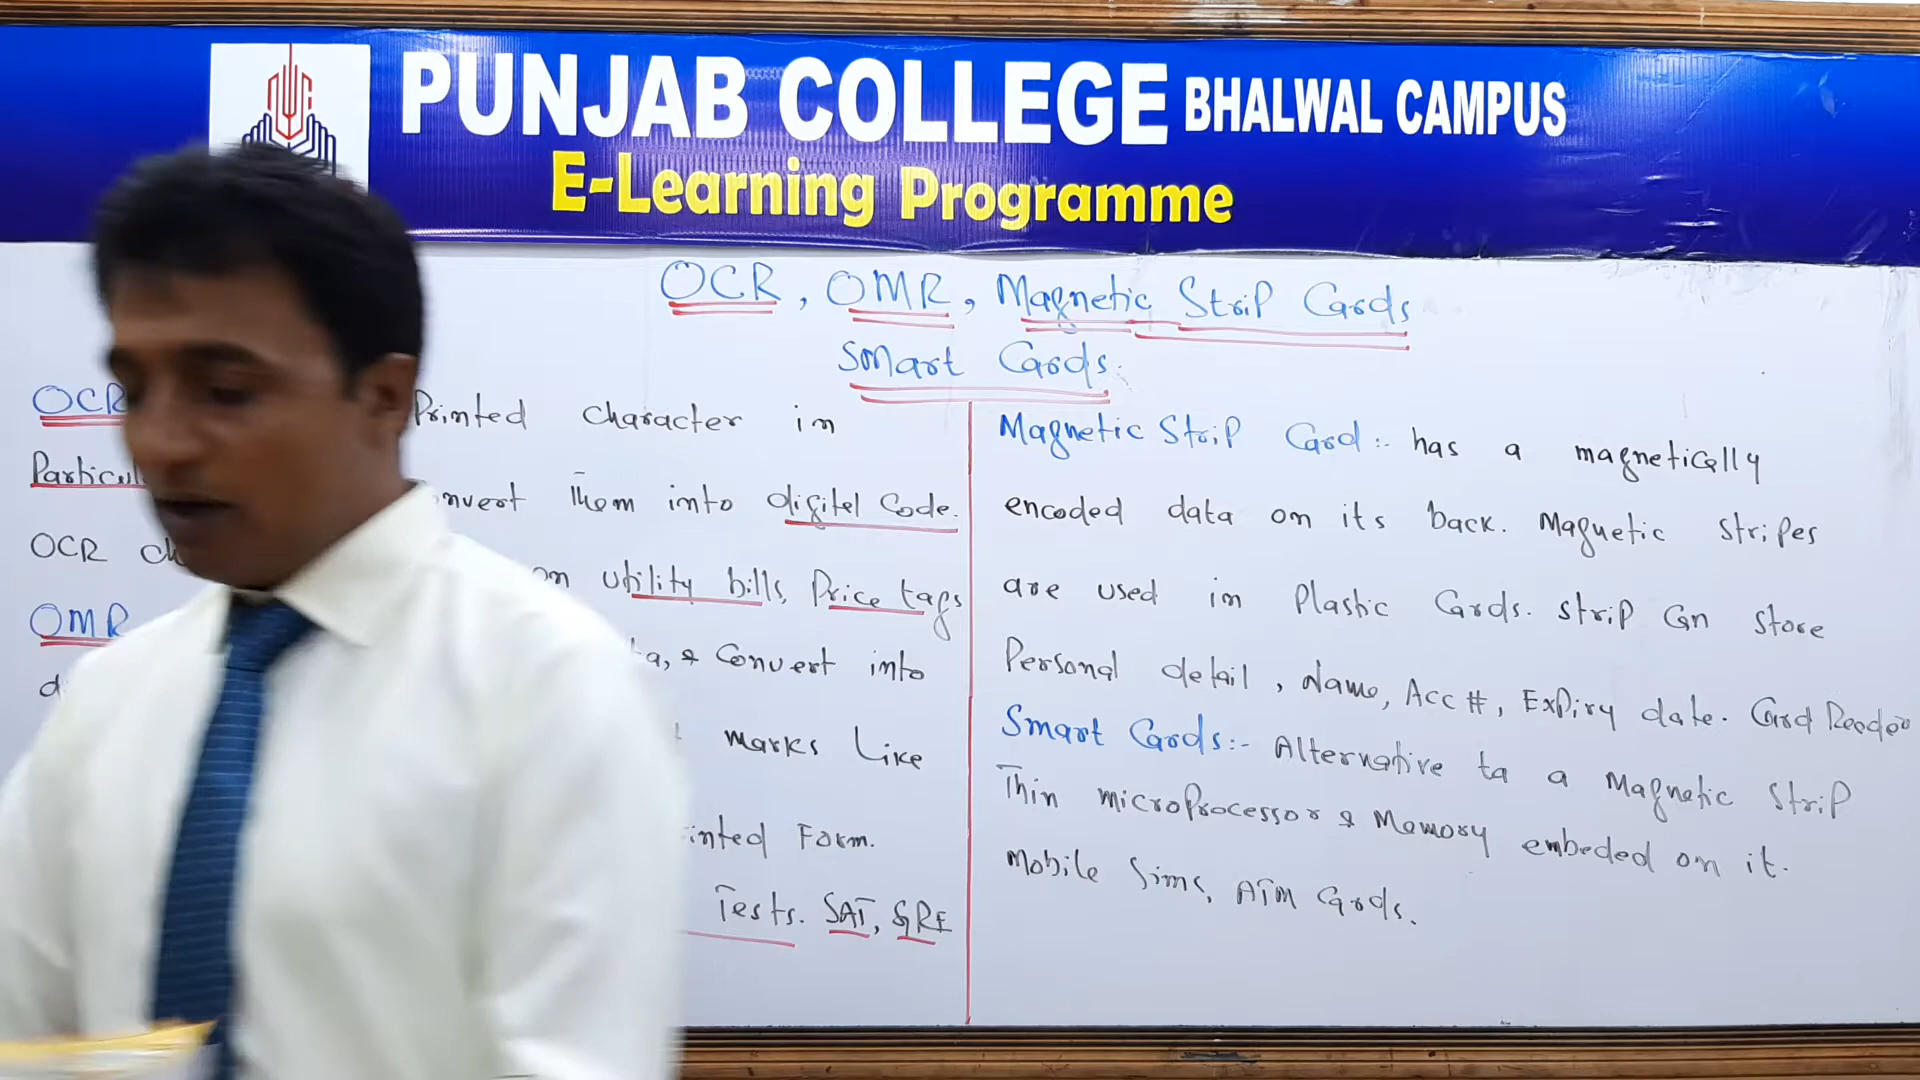 PUNJAB COLLEGE BHALWAL CAMPUS
E-Learning Programme
OCR, OMR, Magnetic Strip Cards
Smart Cards.
OCR Printed character in
them into digitel Code.
OCR on utility bills, Price tags
OMR & Convert into
marks Like
Form.
Tests. SAT, GRE
Magnetic Strip Card:- has a magnetically
encoded data on its back. Magnetic stripes
are used in Plastic Cards. Strip Can store
Personal detail, Name, Acc #, Expiry date. Card Reader
Smart Cards:- Alternative to a Magnetic Strip
Thin microprocessor & Memory embeded on it.
Mobile Sims, ATM Cards.